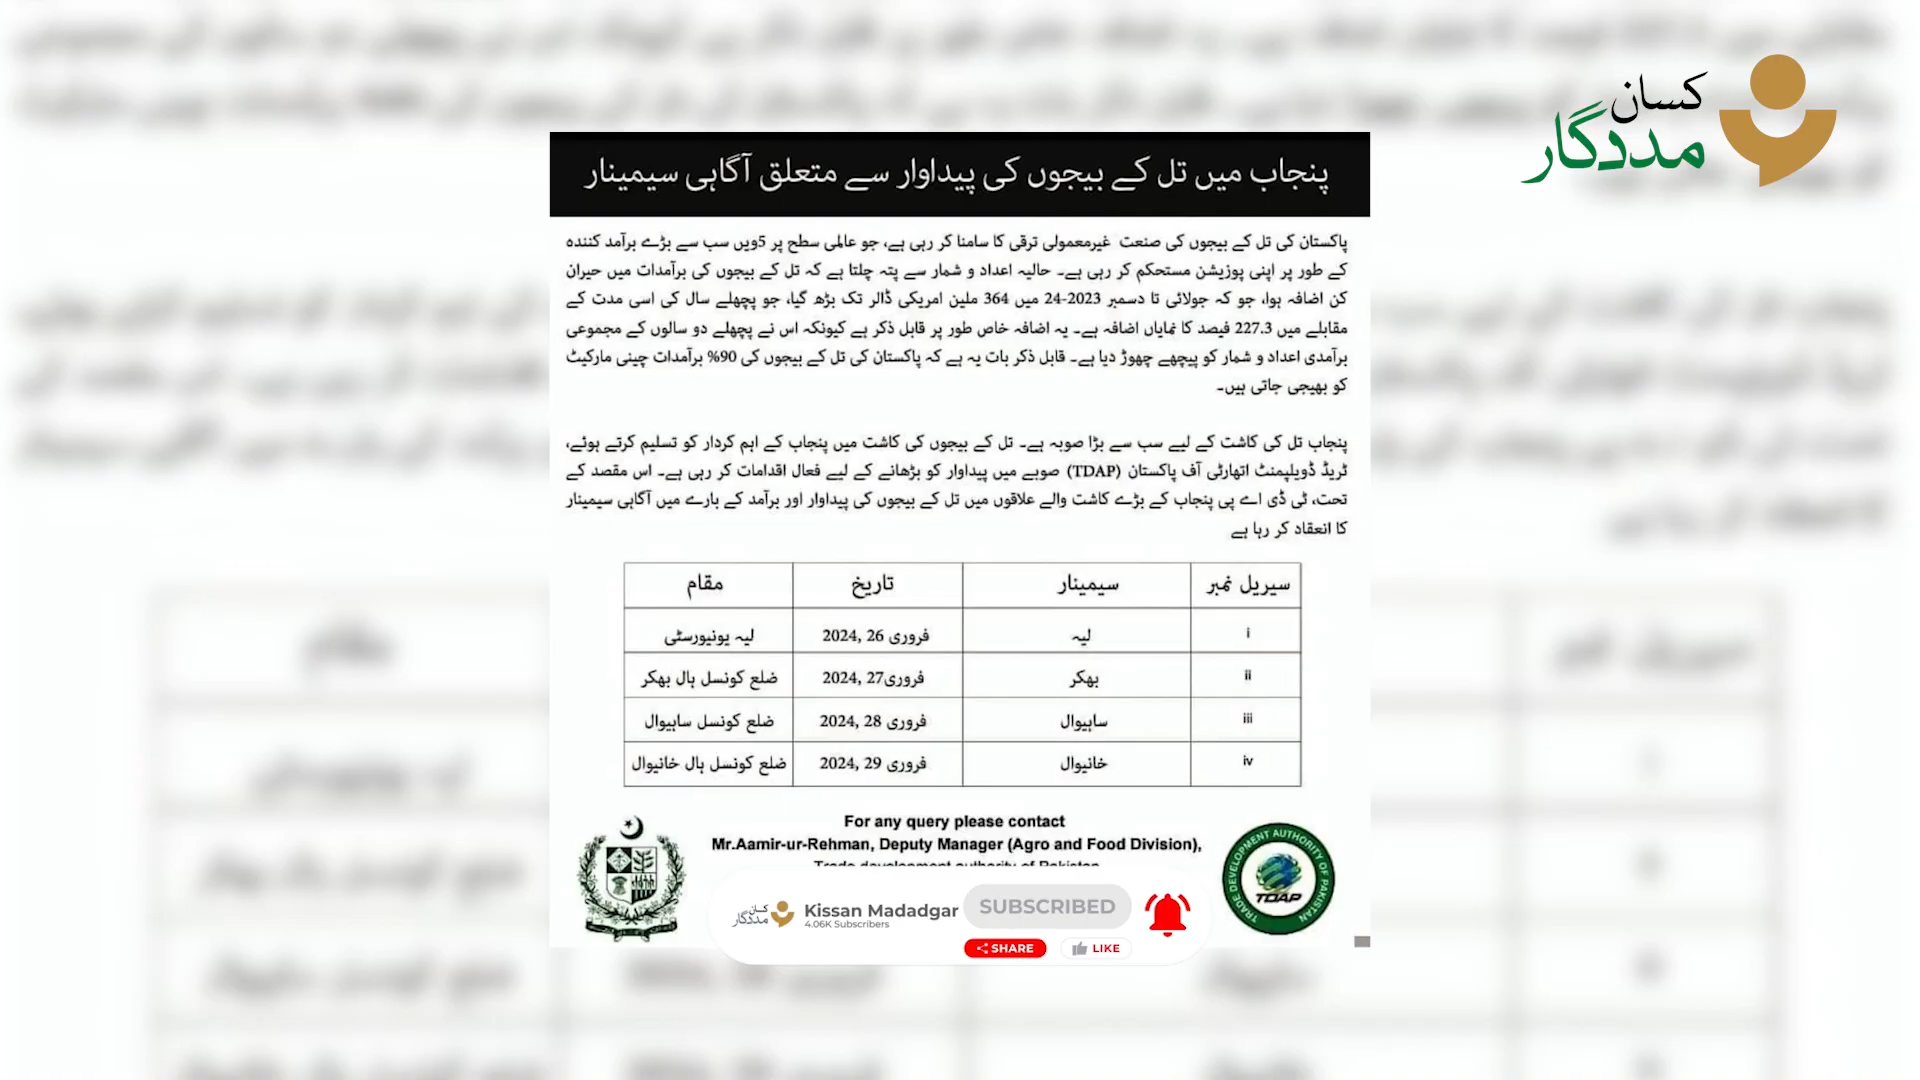 کسان
مددگار
پنجاب میں تل کے بیجوں کی پیداوار سے متعلق آگاہی سیمینار
پاکستان کی تل کے بیجوں کی صنعت غیرمعمولی ترقی کا سامنا کر رہی ہے، جو عالمی سطح پر 5ویں سب سے بڑے برآمد کنندہ
کے طور پر اپنی پوزیشن مستحکم کر رہی ہے۔ حالیہ اعداد و شمار سے پتہ چلتا ہے کہ تل کے بیجوں کی برآمدات میں حیران
کن اضافہ ہوا، جو کہ جولائی تا دسمبر 2023-24 میں 364 ملین امریکی ڈالر تک بڑھ گیا، جو پچھلے سال کی اسی مدت کے
مقابلے میں 227.3 فیصد کا نمایاں اضافہ ہے۔ یہ اضافہ خاص طور پر قابل ذکر ہے کیونکہ اس نے پچھلے دو سالوں کے مجموعی
برآمدی اعداد و شمار کو پیچھے چھوڑ دیا ہے۔ قابل ذکر بات یہ ہے کہ پاکستان کی تل کے بیجوں کی 90% برآمدات چینی مارکیٹ
کو بھیجی جاتی ہیں۔
پنجاب تل کی کاشت کے لیے سب سے بڑا صوبہ ہے۔ تل کے بیجوں کی کاشت میں پنجاب کے اہم کردار کو تسلیم کرتے ہوئے،
ٹریڈ ڈویلپمنٹ اتھارٹی آف پاکستان (TDAP) صوبے میں پیداوار کو بڑھانے کے لیے فعال اقدامات کر رہی ہے۔ اس مقصد کے
تحت، ٹی ڈی اے پی پنجاب کے بڑے کاشت والے علاقوں میں تل کے بیجوں کی پیداوار اور برآمد کے بارے میں آگاہی سیمینار
کا انعقاد کر رہا ہے
سیریل نمبر سیمینار تاریخ مقام
i لیہ فروری 26, 2024 لیہ یونیورسٹی
ii بھکر فروری27, 2024 ضلع کونسل ہال بھکر
iii ساہیوال فروری 28, 2024 ضلع کونسل ساہیوال
iv خانیوال فروری 29, 2024 ضلع کونسل ہال خانیوال
For any query please contact
Mr.Aamir-ur-Rehman, Deputy Manager (Agro and Food Division),
Trade development authority of Pakistan
TRADE DEVELOPMENT AUTHORITY OF PAKISTAN
TDAP
کسان
مددگار
Kissan Madadgar
4.06K Subscribers
SUBSCRIBED
SHARE
LIKE